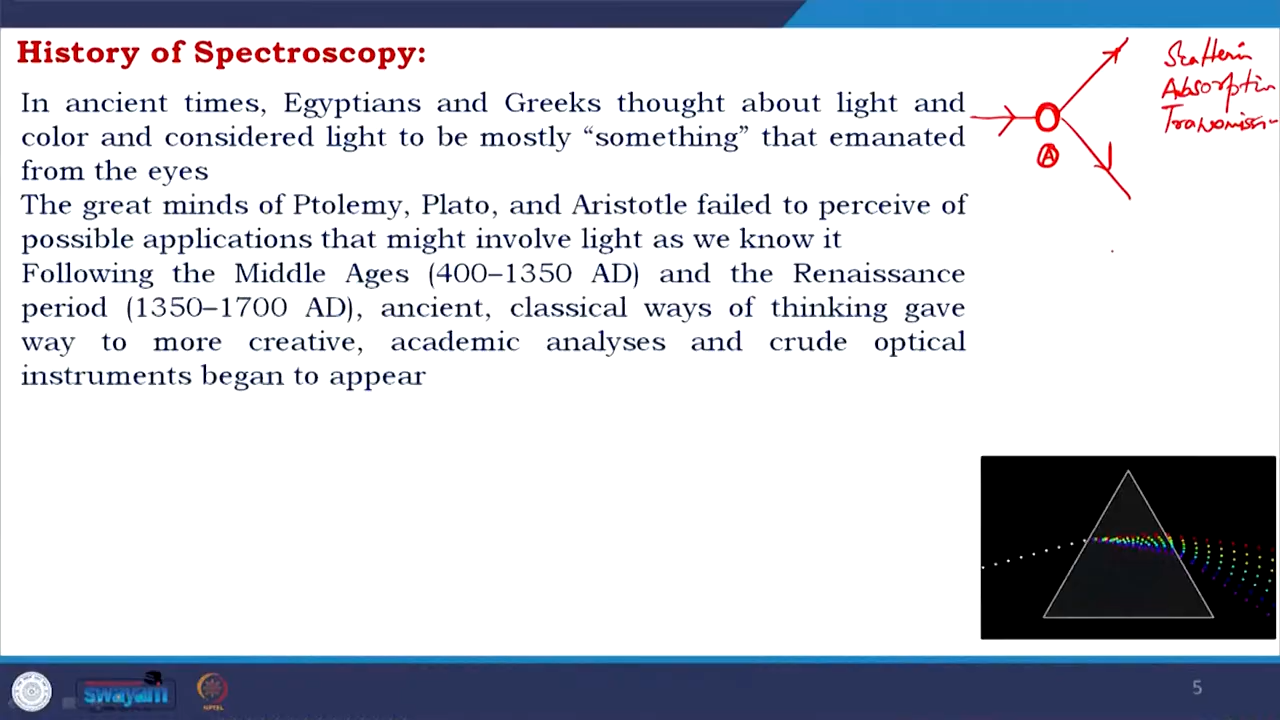 History of Spectroscopy:
In ancient times, Egyptians and Greeks thought about light and
color and considered light to be mostly “something” that emanated
from the eyes
The great minds of Ptolemy, Plato, and Aristotle failed to perceive of
possible applications that might involve light as we know it
Following the Middle Ages (400–1350 AD) and the Renaissance
period (1350–1700 AD), ancient, classical ways of thinking gave
way to more creative, academic analyses and crude optical
instruments began to appear
A
swayam
NPTEL
5